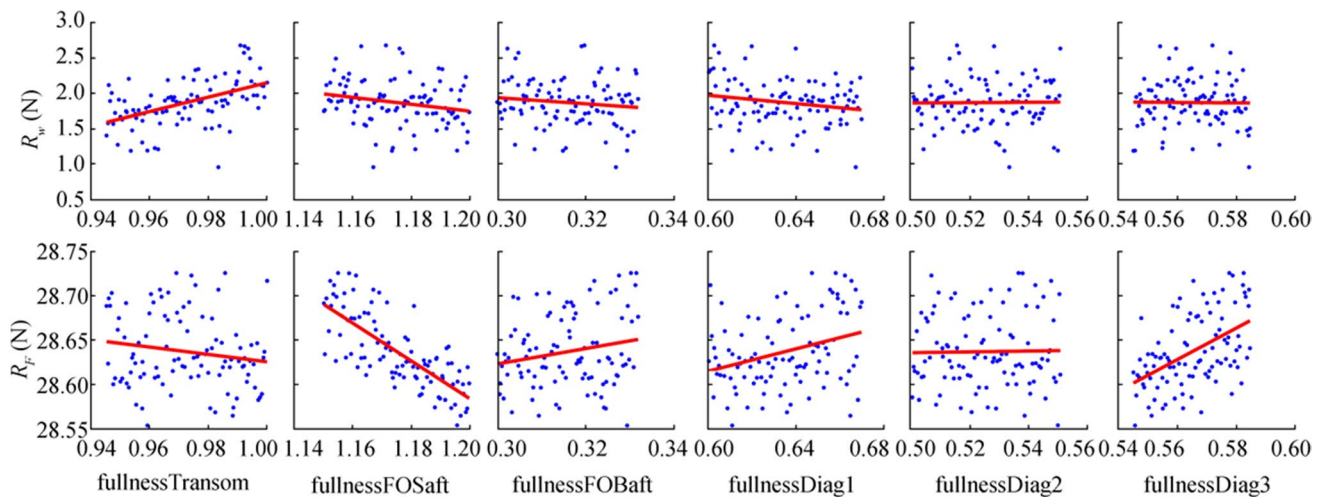 3.0
2.5
2.0
1.5
1.0
0.5
R_w (N)
0.94 0.96 0.98 1.00 1.14 1.16 1.18 1.20 0.30 0.32 0.34 0.60 0.64 0.68 0.50 0.52 0.54 0.56 0.54 0.56 0.58 0.60
28.75
28.70
28.65
28.60
28.55
R_F (N)
0.94 0.96 0.98 1.00 1.14 1.16 1.18 1.20 0.30 0.32 0.34 0.60 0.64 0.68 0.50 0.52 0.54 0.56 0.54 0.56 0.58 0.60
fullnessTransom fullnessFOSaft fullnessFOBaft fullnessDiag1 fullnessDiag2 fullnessDiag3